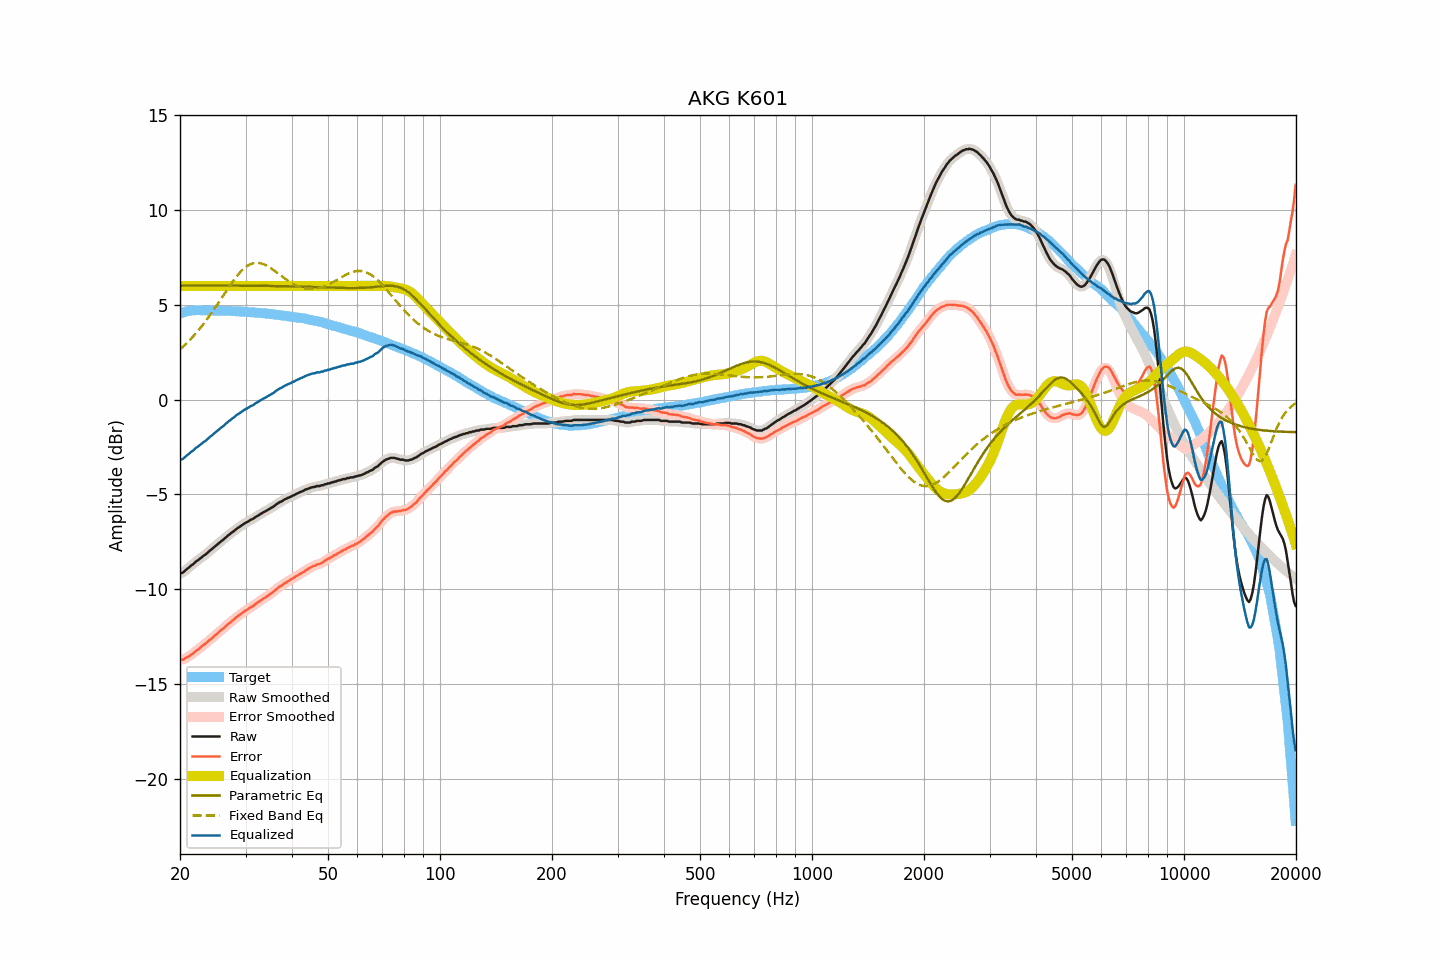 AKG K601
15
10
5
0
−5
−10
−15
−20
Amplitude (dBr)
Target
Raw Smoothed
Error Smoothed
Raw
Error
Equalization
Parametric Eq
Fixed Band Eq
Equalized
20 50 100 200 500 1000 2000 5000 10000 20000
Frequency (Hz)